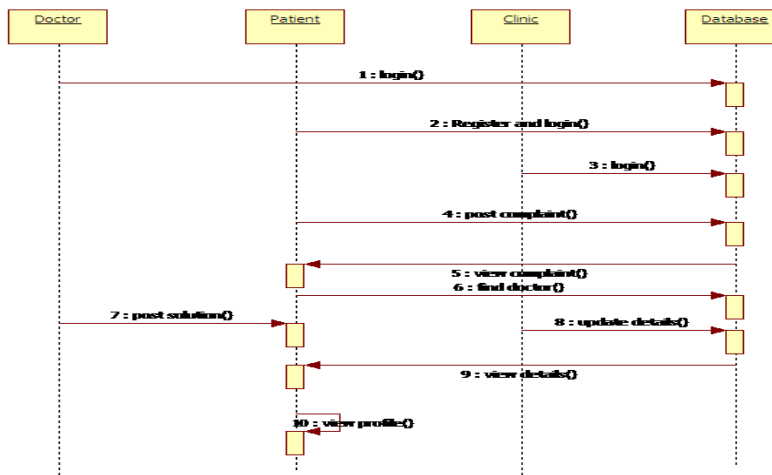 Doctor
Patient
Clinic
Database
1 : login()
2 : Register and login()
3 : login()
4 : post complaint()
5 : view complaint()
6 : find doctor()
7 : post solution()
8 : update details()
9 : view details()
10 : view profile()